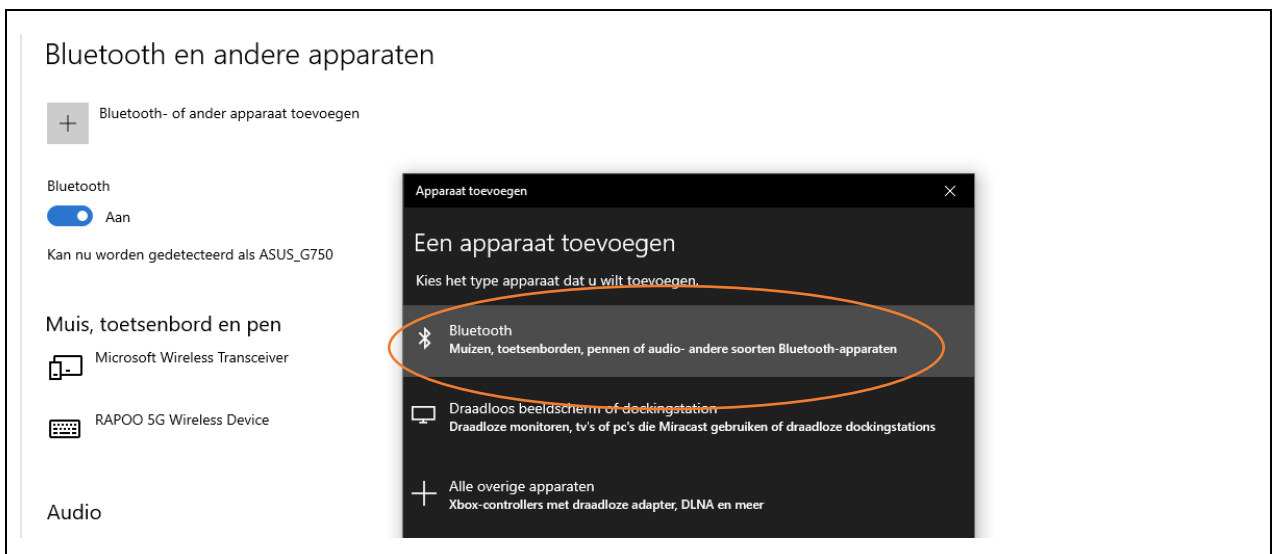 Bluetooth en andere apparaten
Bluetooth- of ander apparaat toevoegen
Bluetooth
Aan
Kan nu worden gedetecteerd als ASUS_G750
Muis, toetsenbord en pen
Microsoft Wireless Transceiver
RAPOO 5G Wireless Device
Audio
Apparaat toevoegen
Een apparaat toevoegen
Kies het type apparaat dat u wilt toevoegen.
Bluetooth
Muizen, toetsenborden, pennen of audio- andere soorten Bluetooth-apparaten
Draadloos beeldscherm of dockingstation
Draadloze monitoren, tv's of pc's die Miracast gebruiken of draadloze dockingstations
Alle overige apparaten
Xbox-controllers met draadloze adapter, DLNA en meer